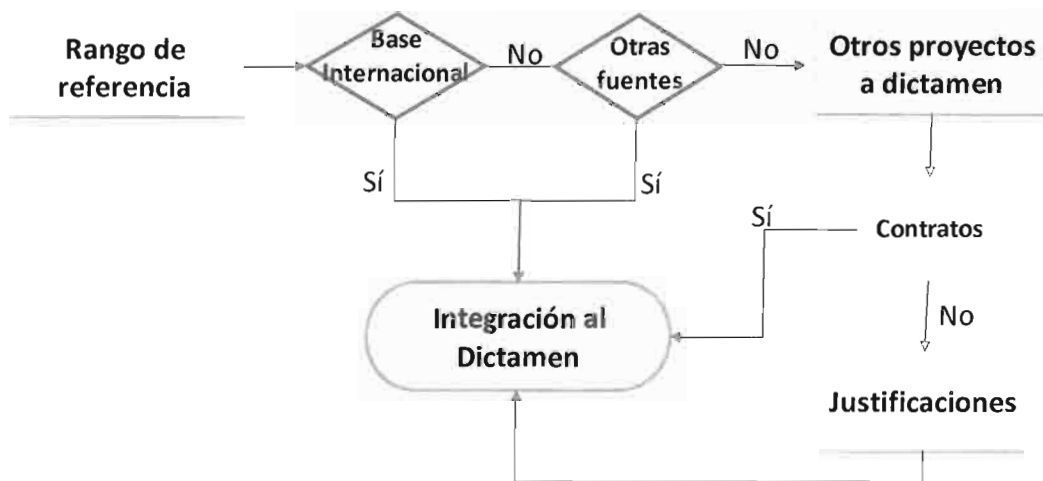 Rango de
referencia
Base
Internacional
No
Otras
fuentes
No
Otros proyectos
a dictamen
Sí
Sí
Sí
Contratos
Integración al
Dictamen
No
Justificaciones